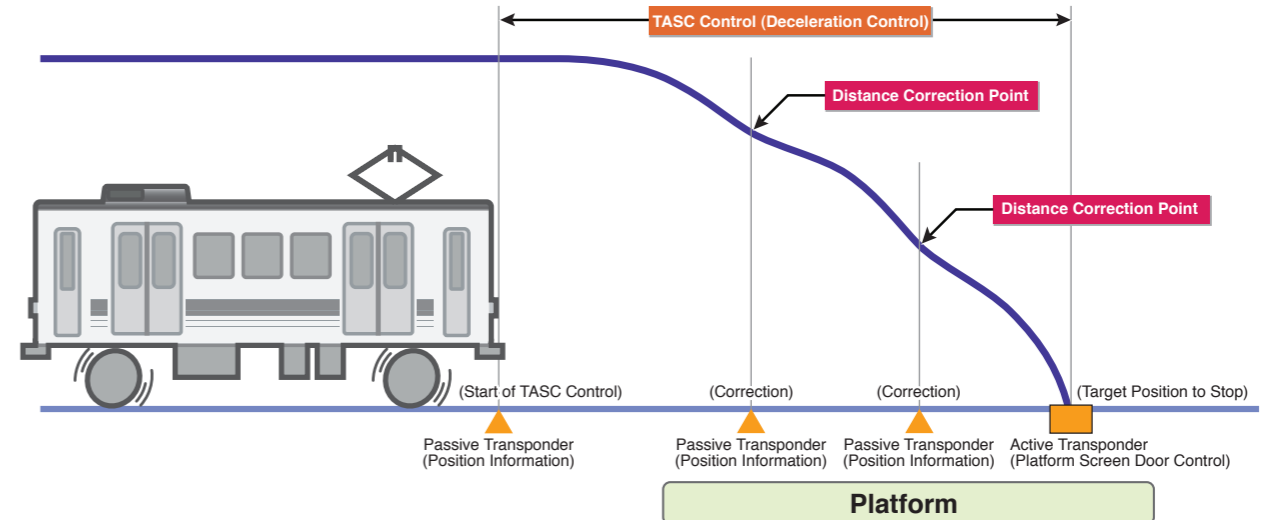 TASC Control (Deceleration Control)
Distance Correction Point
Distance Correction Point
(Start of TASC Control)
(Correction)
(Correction)
(Target Position to Stop)
Passive Transponder
(Position Information)
Passive Transponder
(Position Information)
Passive Transponder
(Position Information)
Active Transponder
(Platform Screen Door Control)
Platform